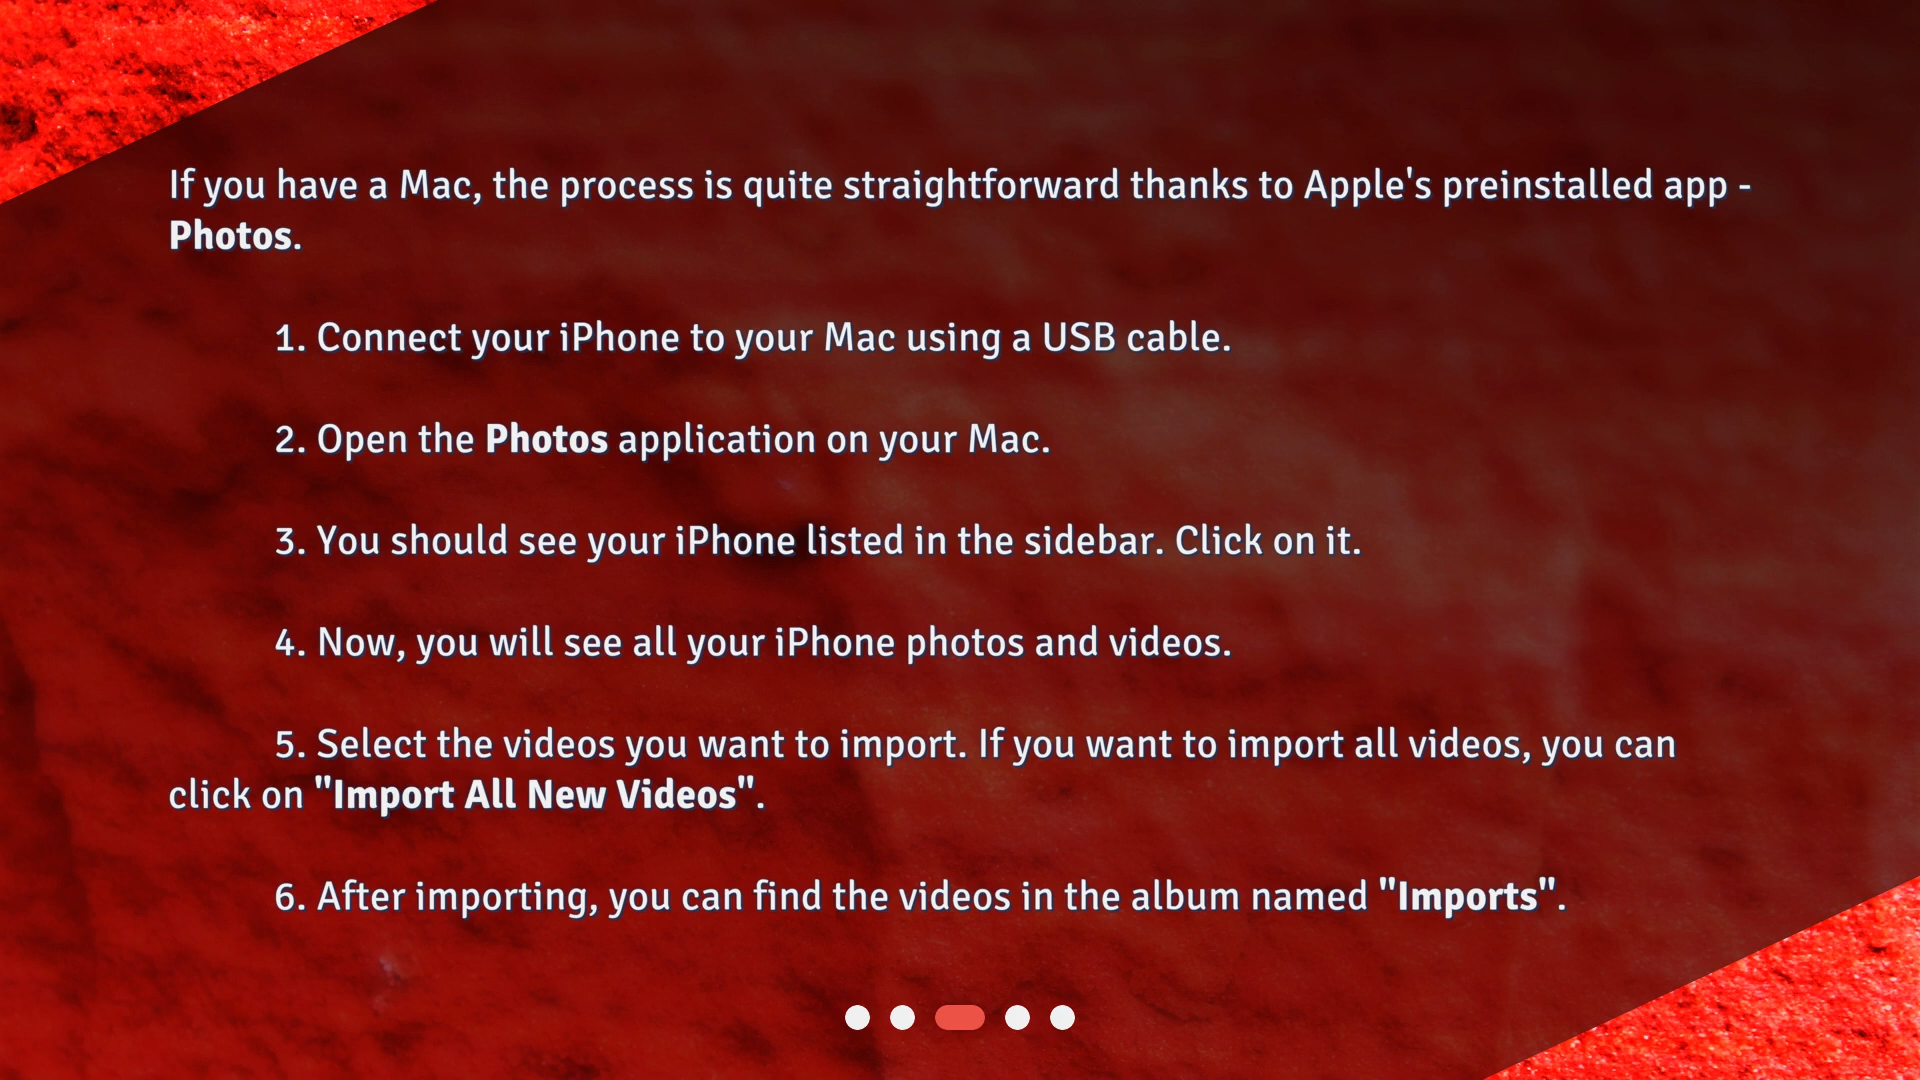 If you have a Mac, the process is quite straightforward thanks to Apple's preinstalled app -
Photos.
1. Connect your iPhone to your Mac using a USB cable.
2. Open the Photos application on your Mac.
3. You should see your iPhone listed in the sidebar. Click on it.
4. Now, you will see all your iPhone photos and videos.
5. Select the videos you want to import. If you want to import all videos, you can
click on "Import All New Videos".
6. After importing, you can find the videos in the album named "Imports".